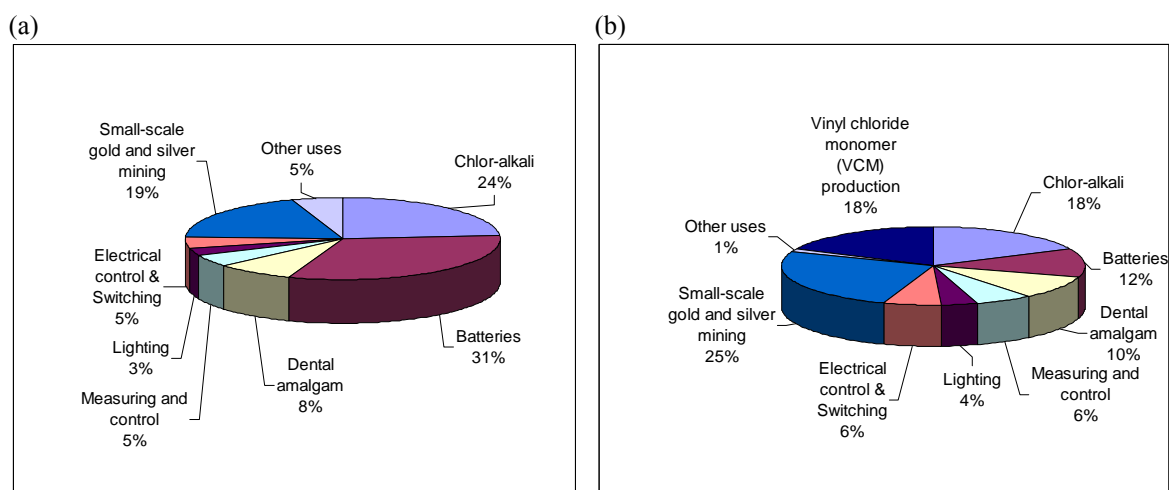 (a)
Small-scale
gold and silver
mining
19%
Other uses
5%
Chlor-alkali
24%
Electrical
control &
Switching
5%
Lighting
3%
Measuring and
control
5%
Dental
amalgam
8%
Batteries
31%
(b)
Vinyl chloride
monomer
(VCM)
production
18%
Chlor-alkali
18%
Other uses
1%
Batteries
12%
Small-scale
gold and silver
mining
25%
Dental
amalgam
10%
Electrical
control &
Switching
6%
Lighting
4%
Measuring and
control
6%